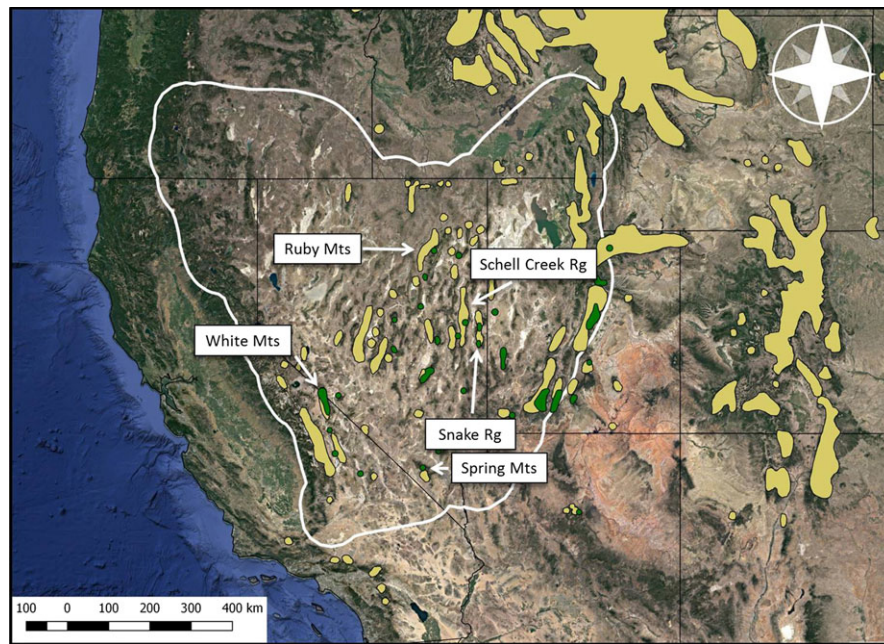 Ruby Mts
Schell Creek Rg
White Mts
Snake Rg
Spring Mts
100 0 100 200 300 400 km